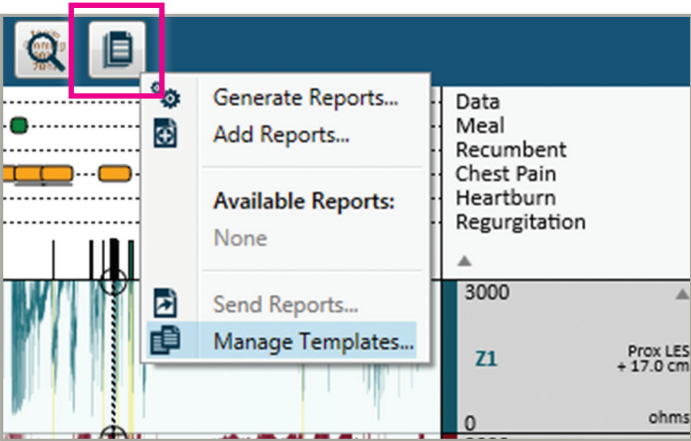 Generate Reports...
Add Reports...
Available Reports:
None
Send Reports...
Manage Templates...
Data
Meal
Recumbent
Chest Pain
Heartburn
Regurgitation
3000
Z1
Prox LES
+ 17.0 cm
0
ohms